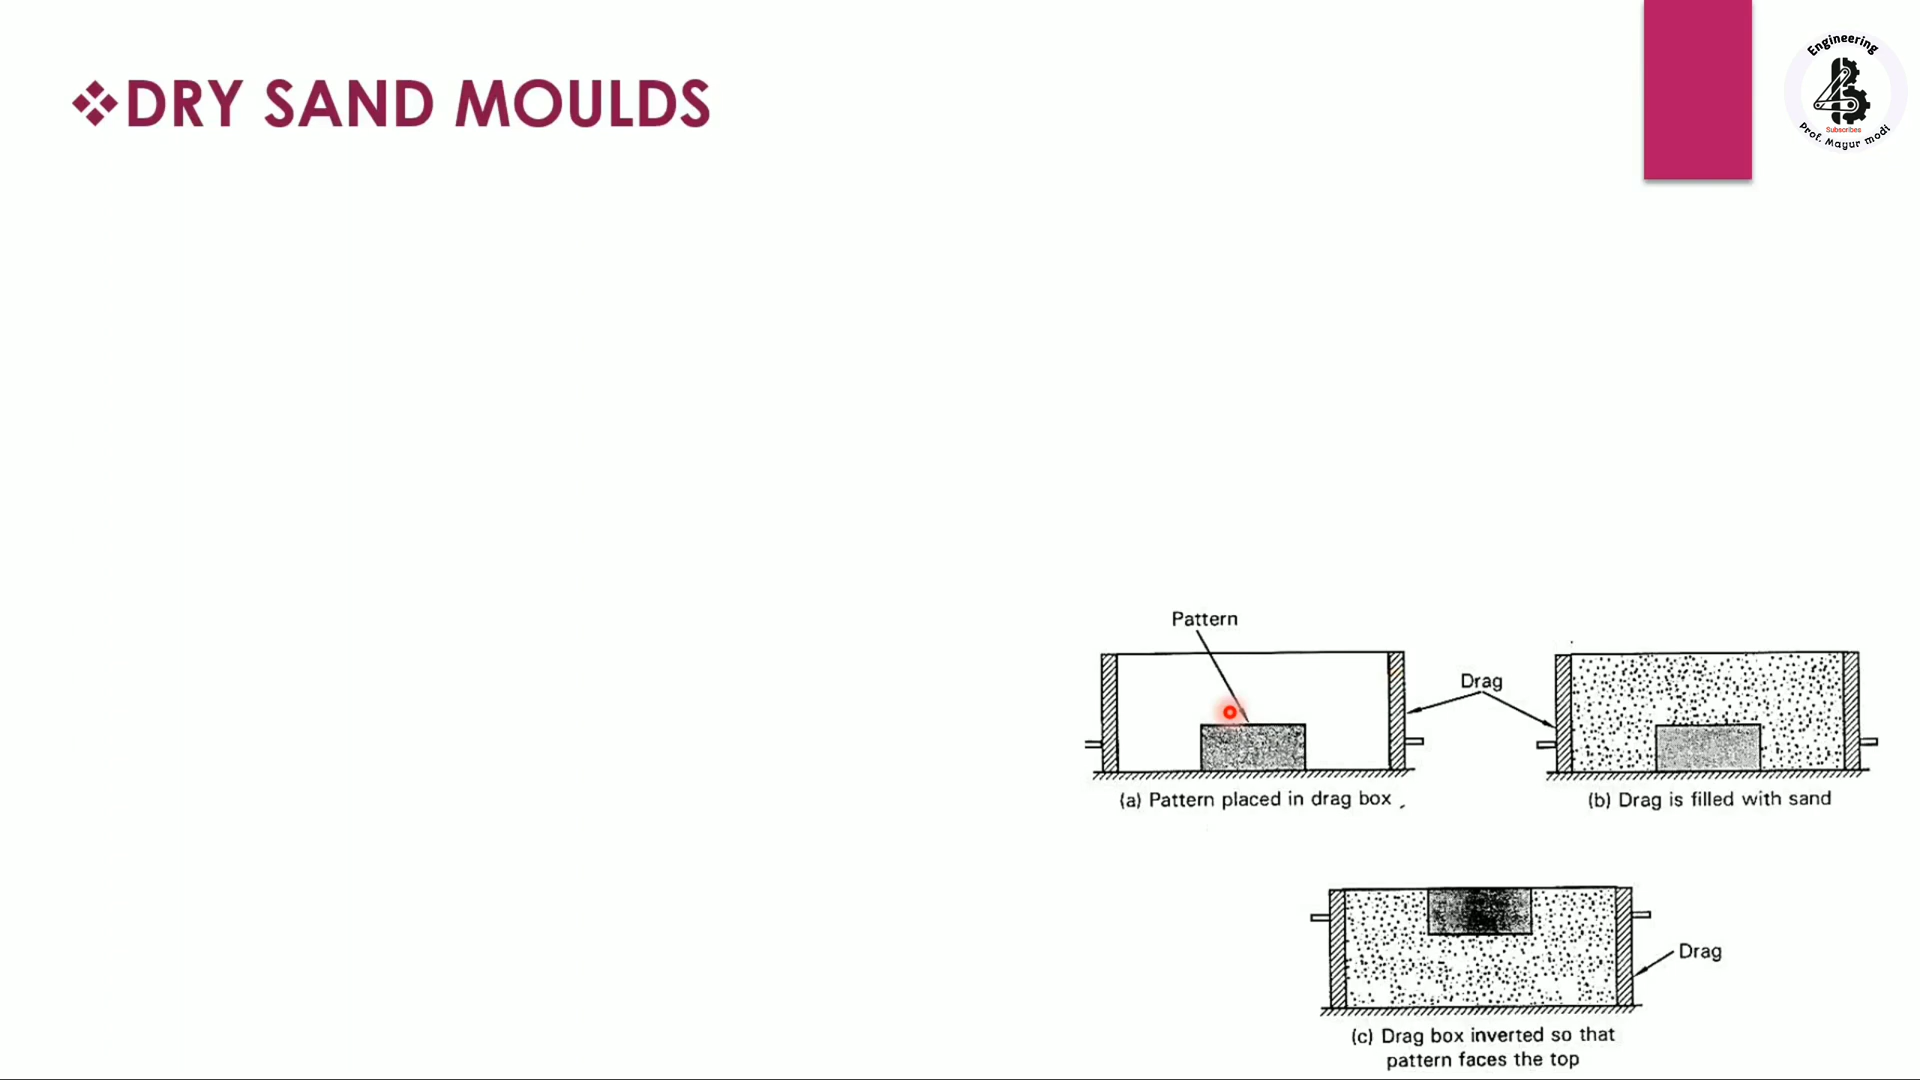 ❖DRY SAND MOULDS
Engineering
Subscribes
Prof. Mayur modi
Pattern
Drag
(a) Pattern placed in drag box
(b) Drag is filled with sand
Drag
(c) Drag box inverted so that
pattern faces the top